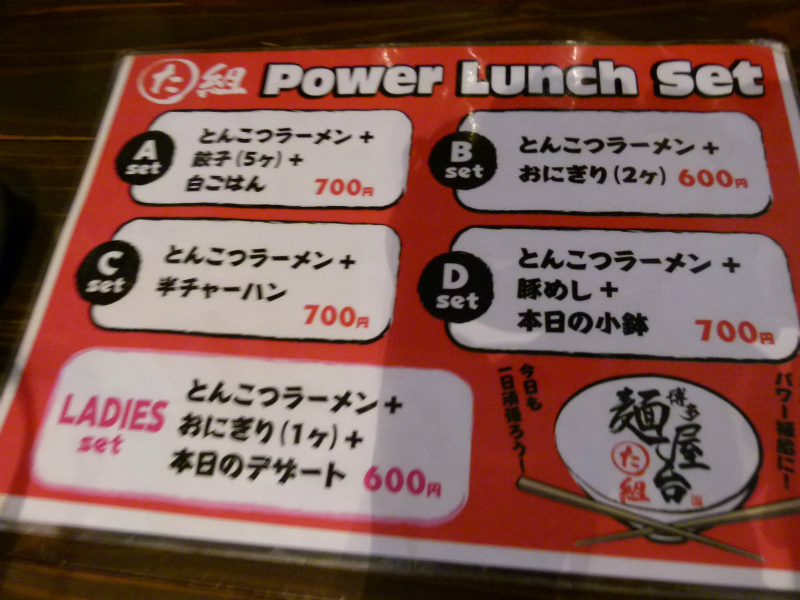 た組 Power Lunch Set
A set
とんこつラーメン+
餃子(5ヶ)+
白ごはん 700円
B set
とんこつラーメン+
おにぎり(2ヶ) 600円
C set
とんこつラーメン+
半チャーハン
700円
D set
とんこつラーメン+
豚めし+
本日の小鉢 700円
LADIES set
とんこつラーメン+
おにぎり(1ヶ)+
本日のデザート 600円
今日も
一日頑張ろう!
博多
麺屋台
た組
パワー補給に!